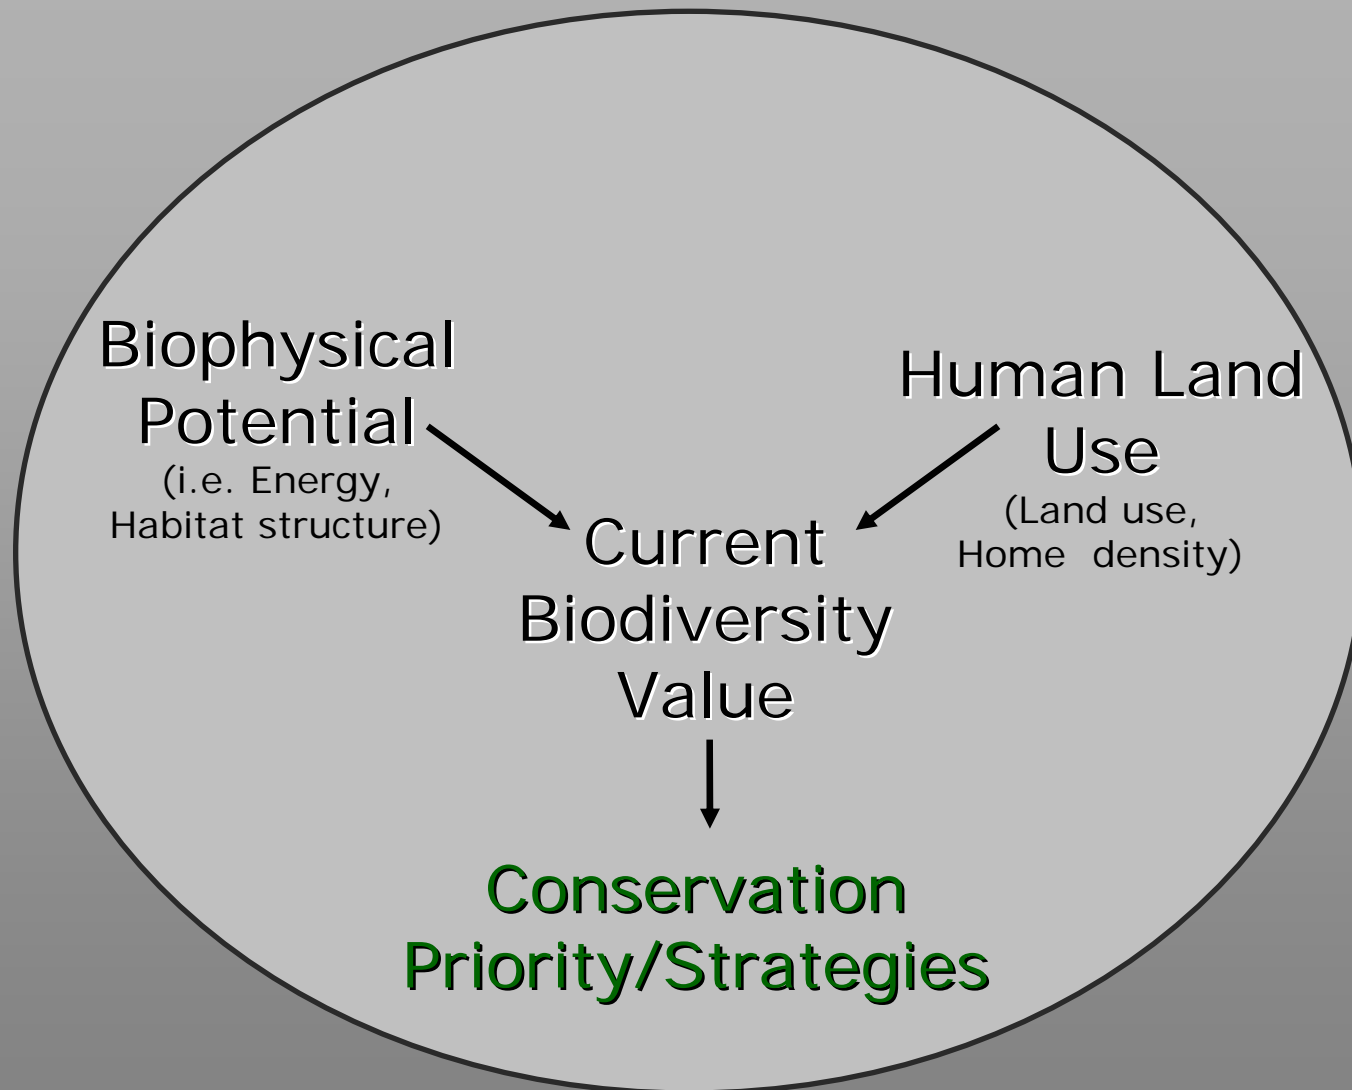 Biophysical
Potential
(i.e. Energy,
Habitat structure)
Human Land
Use
(Land use,
Home density)
Current
Biodiversity
Value
Conservation
Priority/Strategies